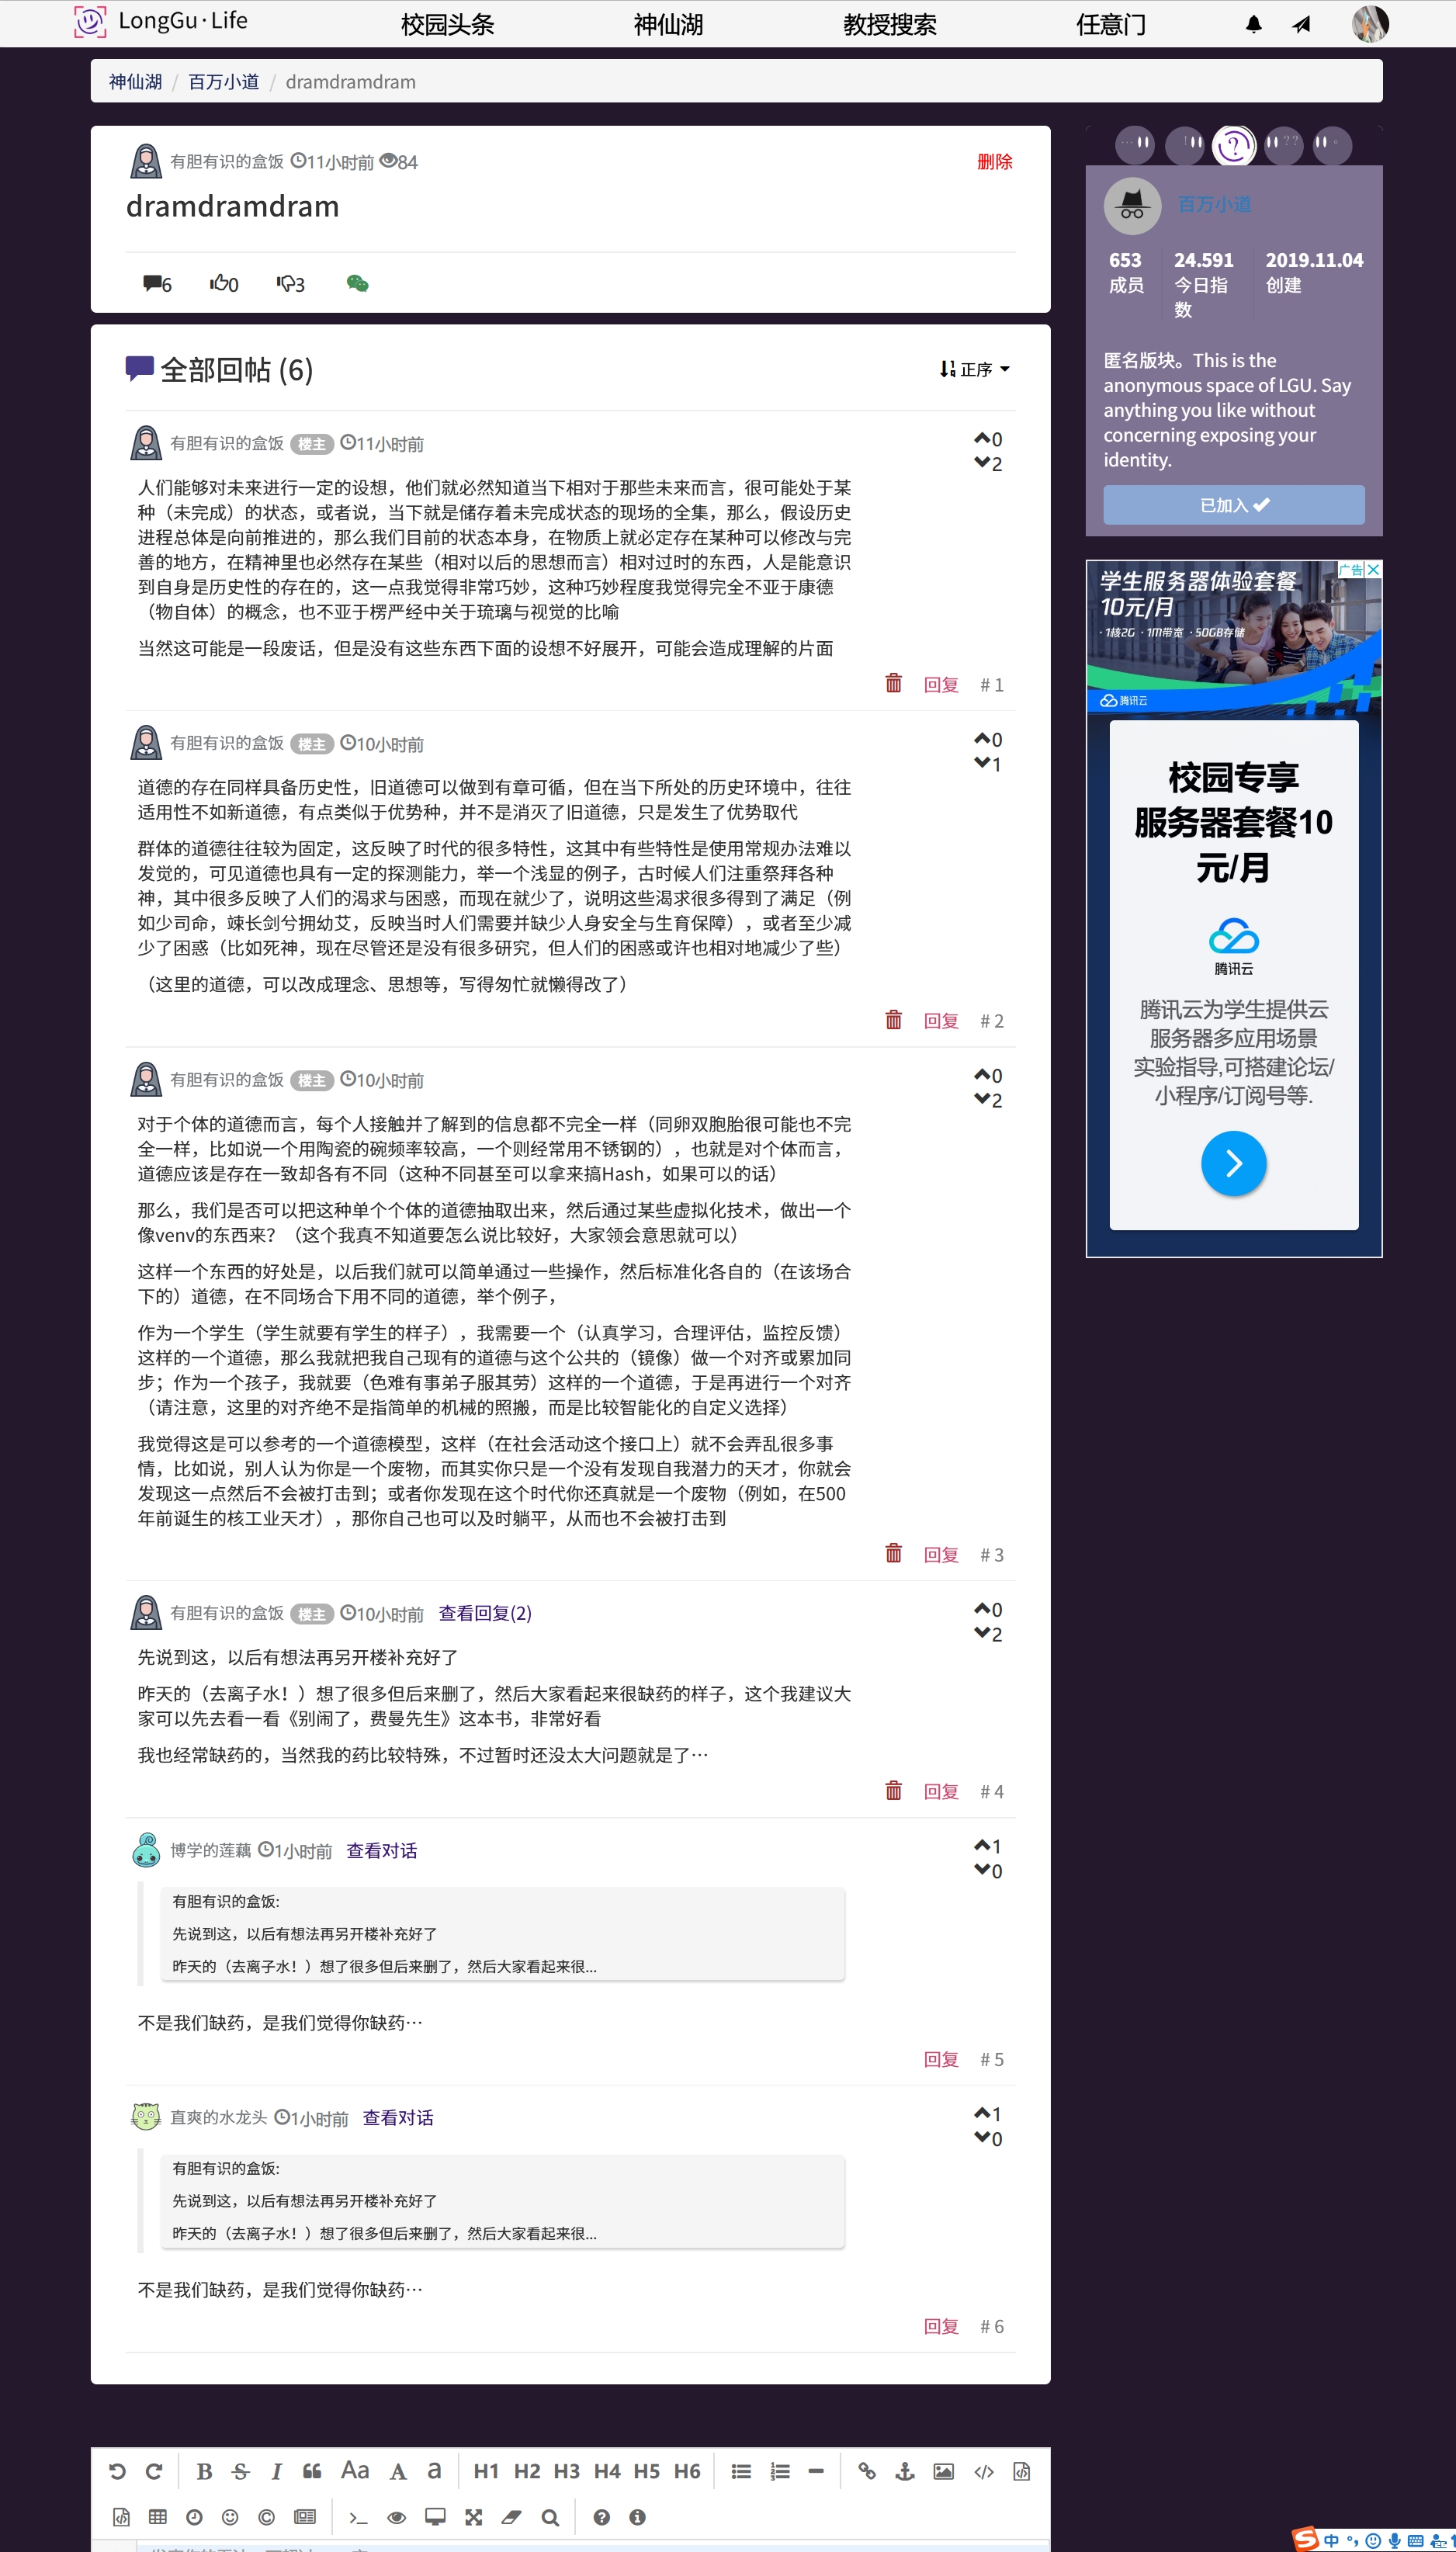 LongGu·Life 校园头条 神仙湖 教授搜索 任意门
神仙湖 / 百万小道 / dramdramdram
有胆有识的盒饭 11小时前 84 删除
dramdramdram
6 0 3
全部回帖 (6) 正序
有胆有识的盒饭 楼主 11小时前 0
2
人们能够对未来进行一定的设想，他们就必然知道当下相对于那些未来而言，很可能处于某
种（未完成）的状态，或者说，当下就是储存着未完成状态的现场的全集，那么，假设历史
进程总体是向前推进的，那么我们目前的状态本身，在物质上就必定存在某种可以修改与完
善的地方，在精神里也必然存在某些（相对以后的思想而言）相对过时的东西，人是能意识
到自身是历史性的存在的，这一点我觉得非常巧妙，这种巧妙程度我觉得完全不亚于康德
（物自体）的概念，也不亚于楞严经中关于琉璃与视觉的比喻
当然这可能是一段废话，但是没有这些东西下面的设想不好展开，可能会造成理解的片面
回复 # 1
有胆有识的盒饭 楼主 10小时前 0
1
道德的存在同样具备历史性，旧道德可以做到有章可循，但在当下所处的历史环境中，往往
适用性不如新道德，有点类似于优势种，并不是消灭了旧道德，只是发生了优势取代
群体的道德往往较为固定，这反映了时代的很多特性，这其中有些特性是使用常规办法难以
发觉的，可见道德也具有一定的探测能力，举一个浅显的例子，古时候人们注重祭拜各种
神，其中很多反映了人们的渴求与困惑，而现在就少了，说明这些渴求很多得到了满足（例
如少司命，竦长剑兮拥幼艾，反映当时人们需要并缺少人身安全与生育保障），或者至少减
少了困惑（比如死神，现在尽管还是没有很多研究，但人们的困惑或许也相对地减少了些）
（这里的道德，可以改成理念、思想等，写得匆忙就懒得改了）
回复 # 2
有胆有识的盒饭 楼主 10小时前 0
2
对于个体的道德而言，每个人接触并了解到的信息都不完全一样（同卵双胞胎很可能也不完
全一样，比如说一个用陶瓷的碗频率较高，一个则经常用不锈钢的），也就是对个体而言，
道德应该是存在一致却各有不同（这种不同甚至可以拿来搞Hash，如果可以的话）
那么，我们是否可以把这种单个个体的道德抽取出来，然后通过某些虚拟化技术，做出一个
像venv的东西来？（这个我真不知道要怎么说比较好，大家领会意思就可以）
这样一个东西的好处是，以后我们就可以简单通过一些操作，然后标准化各自的（在该场合
下的）道德，在不同场合下用不同的道德，举个例子，
作为一个学生（学生就要有学生的样子），我需要一个（认真学习，合理评估，监控反馈）
这样的一个道德，那么我就把我自己现有的道德与这个公共的（镜像）做一个对齐或累加同
步；作为一个孩子，我就要（色难有事弟子服其劳）这样的一个道德，于是再进行一个对齐
（请注意，这里的对齐绝不是指简单的机械的照搬，而是比较智能化的自定义选择）
我觉得这是可以参考的一个道德模型，这样（在社会活动这个接口上）就不会弄乱很多事
情，比如说，别人认为你是一个废物，而其实你只是一个没有发现自我潜力的天才，你就会
发现这一点然后不会被打击到；或者你发现在这个时代你还真就是一个废物（例如，在500
年前诞生的核工业天才），那你自己也可以及时躺平，从而也不会被打击到
回复 # 3
有胆有识的盒饭 楼主 10小时前 查看回复(2) 0
2
先说到这，以后有想法再另开楼补充好了
昨天的（去离子水！）想了很多但后来删了，然后大家看起来很缺药的样子，这个我建议大
家可以先去看一看《别闹了，费曼先生》这本书，非常好看
我也经常缺药的，当然我的药比较特殊，不过暂时还没太大问题就是了…
回复 # 4
博学的莲藕 1小时前 查看对话 1
0
有胆有识的盒饭:
先说到这，以后有想法再另开楼补充好了
昨天的（去离子水！）想了很多但后来删了，然后大家看起来很...
不是我们缺药，是我们觉得你缺药…
回复 # 5
直爽的水龙头 1小时前 查看对话 1
0
有胆有识的盒饭:
先说到这，以后有想法再另开楼补充好了
昨天的（去离子水！）想了很多但后来删了，然后大家看起来很...
不是我们缺药，是我们觉得你缺药…
回复 # 6
B S I Aa A a H1 H2 H3 H4 H5 H6
百万小道
653 24.591 2019.11.04
成员 今日指 创建
数
匿名版块。This is the
anonymous space of LGU. Say
anything you like without
concerning exposing your
identity.
已加入
广告
学生服务器体验套餐
10元/月
·1核2G ·1M带宽 ·50GB存储
腾讯云
校园专享
服务器套餐10
元/月
腾讯云
腾讯云为学生提供云
服务器多应用场景
实验指导,可搭建论坛/
小程序/订阅号等.
中